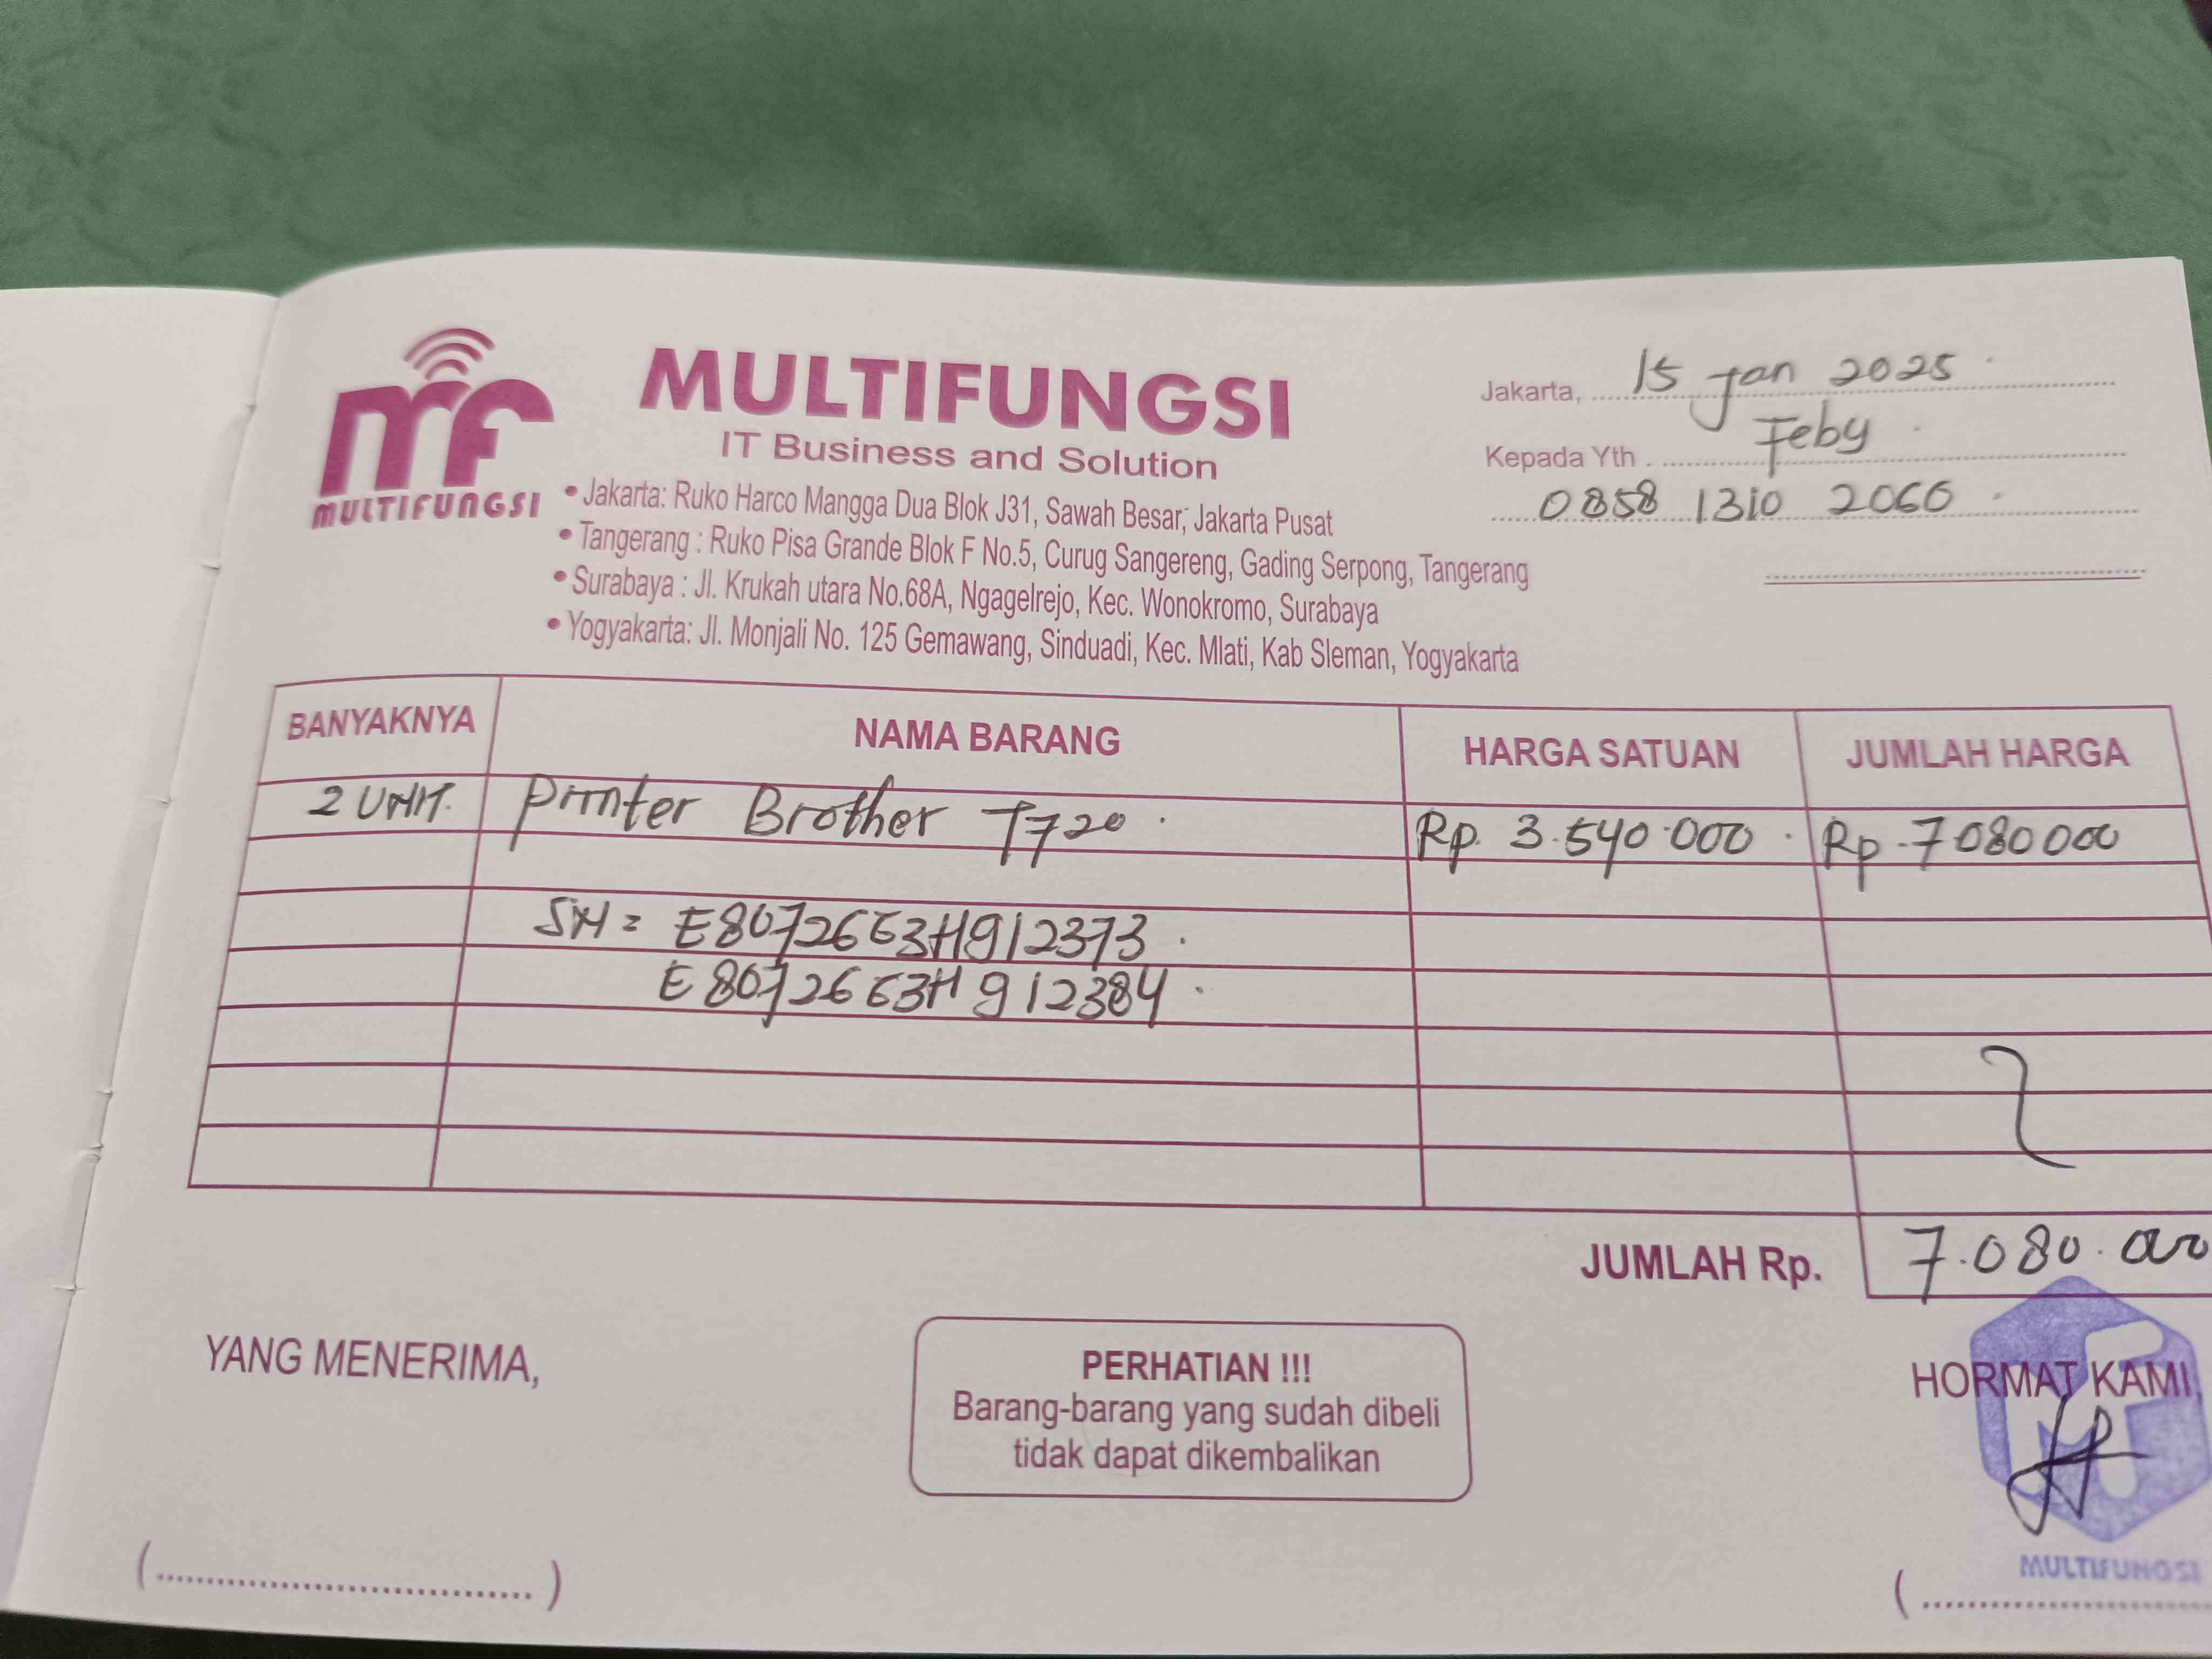 MULTIFUNGSI
MULTIFUNGSI
IT Business and Solution
• Jakarta: Ruko Harco Mangga Dua Blok J31, Sawah Besar, Jakarta Pusat
• Tangerang : Ruko Pisa Grande Blok F No.5, Curug Sangereng, Gading Serpong, Tangerang
• Surabaya : Jl. Krukah utara No.68A, Ngagelrejo, Kec. Wonokromo, Surabaya
• Yogyakarta: Jl. Monjali No. 125 Gemawang, Sinduadi, Kec. Mlati, Kab Sleman, Yogyakarta
Jakarta, 15 Jan 2025
Kepada Yth . Feby
0858 1310 2060
BANYAKNYA NAMA BARANG HARGA SATUAN JUMLAH HARGA
2 UNIT. Printer Brother T720 Rp. 3.540.000 Rp. 7080000
SN = E80726G3H912373
E80726G3H912384
JUMLAH Rp. 7.080.000
YANG MENERIMA,
PERHATIAN !!!
Barang-barang yang sudah dibeli
tidak dapat dikembalikan
HORMAT KAMI,
MULTIFUNGSI